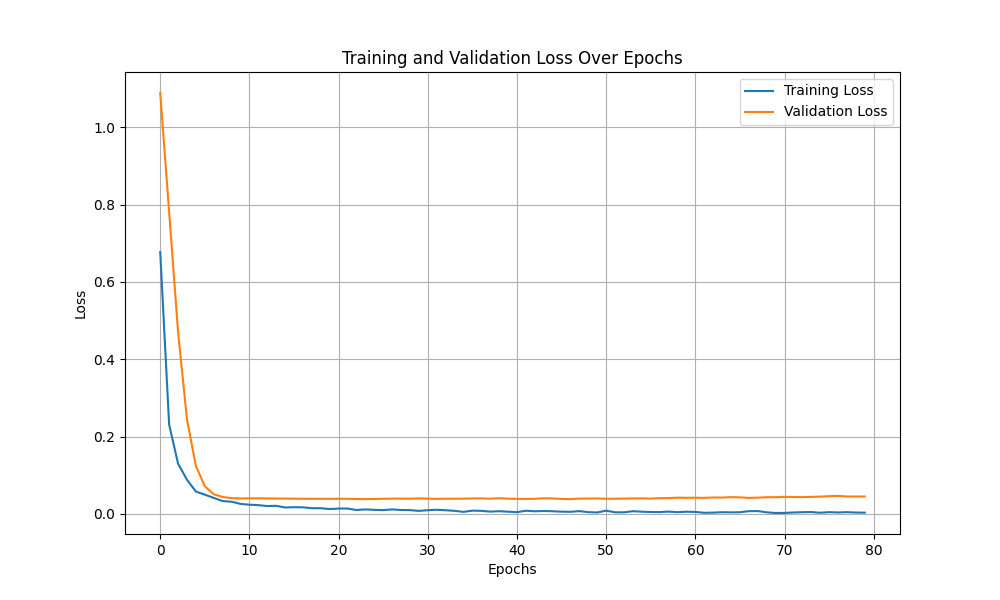 Training and Validation Loss Over Epochs
Training Loss
Validation Loss
1.0
0.8
0.6
0.4
0.2
0.0
Loss
0 10 20 30 40 50 60 70 80
Epochs